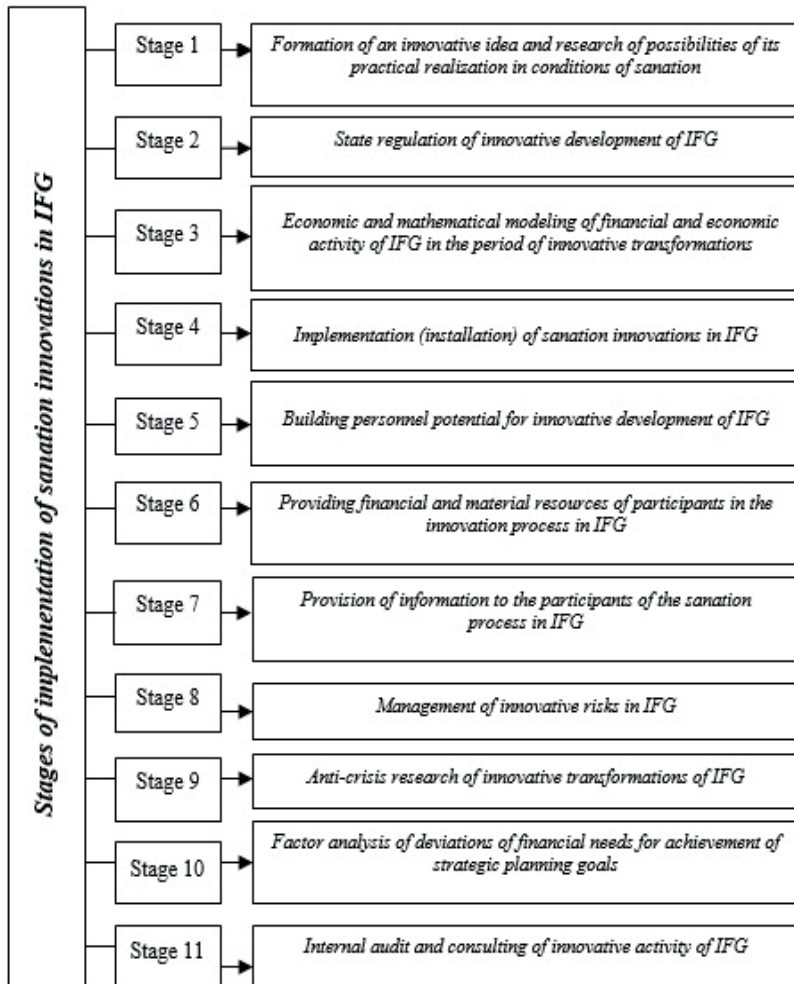 Stages of implementation of sanation innovations in IFG
Stage 1
Formation of an innovative idea and research of possibilities of its
practical realization in conditions of sanation
Stage 2
State regulation of innovative development of IFG
Stage 3
Economic and mathematical modeling of financial and economic
activity of IFG in the period of innovative transformations
Stage 4
Implementation (installation) of sanation innovations in IFG
Stage 5
Building personnel potential for innovative development of IFG
Stage 6
Providing financial and material resources of participants in the
innovation process in IFG
Stage 7
Provision of information to the participants of the sanation
process in IFG
Stage 8
Management of innovative risks in IFG
Stage 9
Anti-crisis research of innovative transformations of IFG
Stage 10
Factor analysis of deviations of financial needs for achievement of
strategic planning goals
Stage 11
Internal audit and consulting of innovative activity of IFG